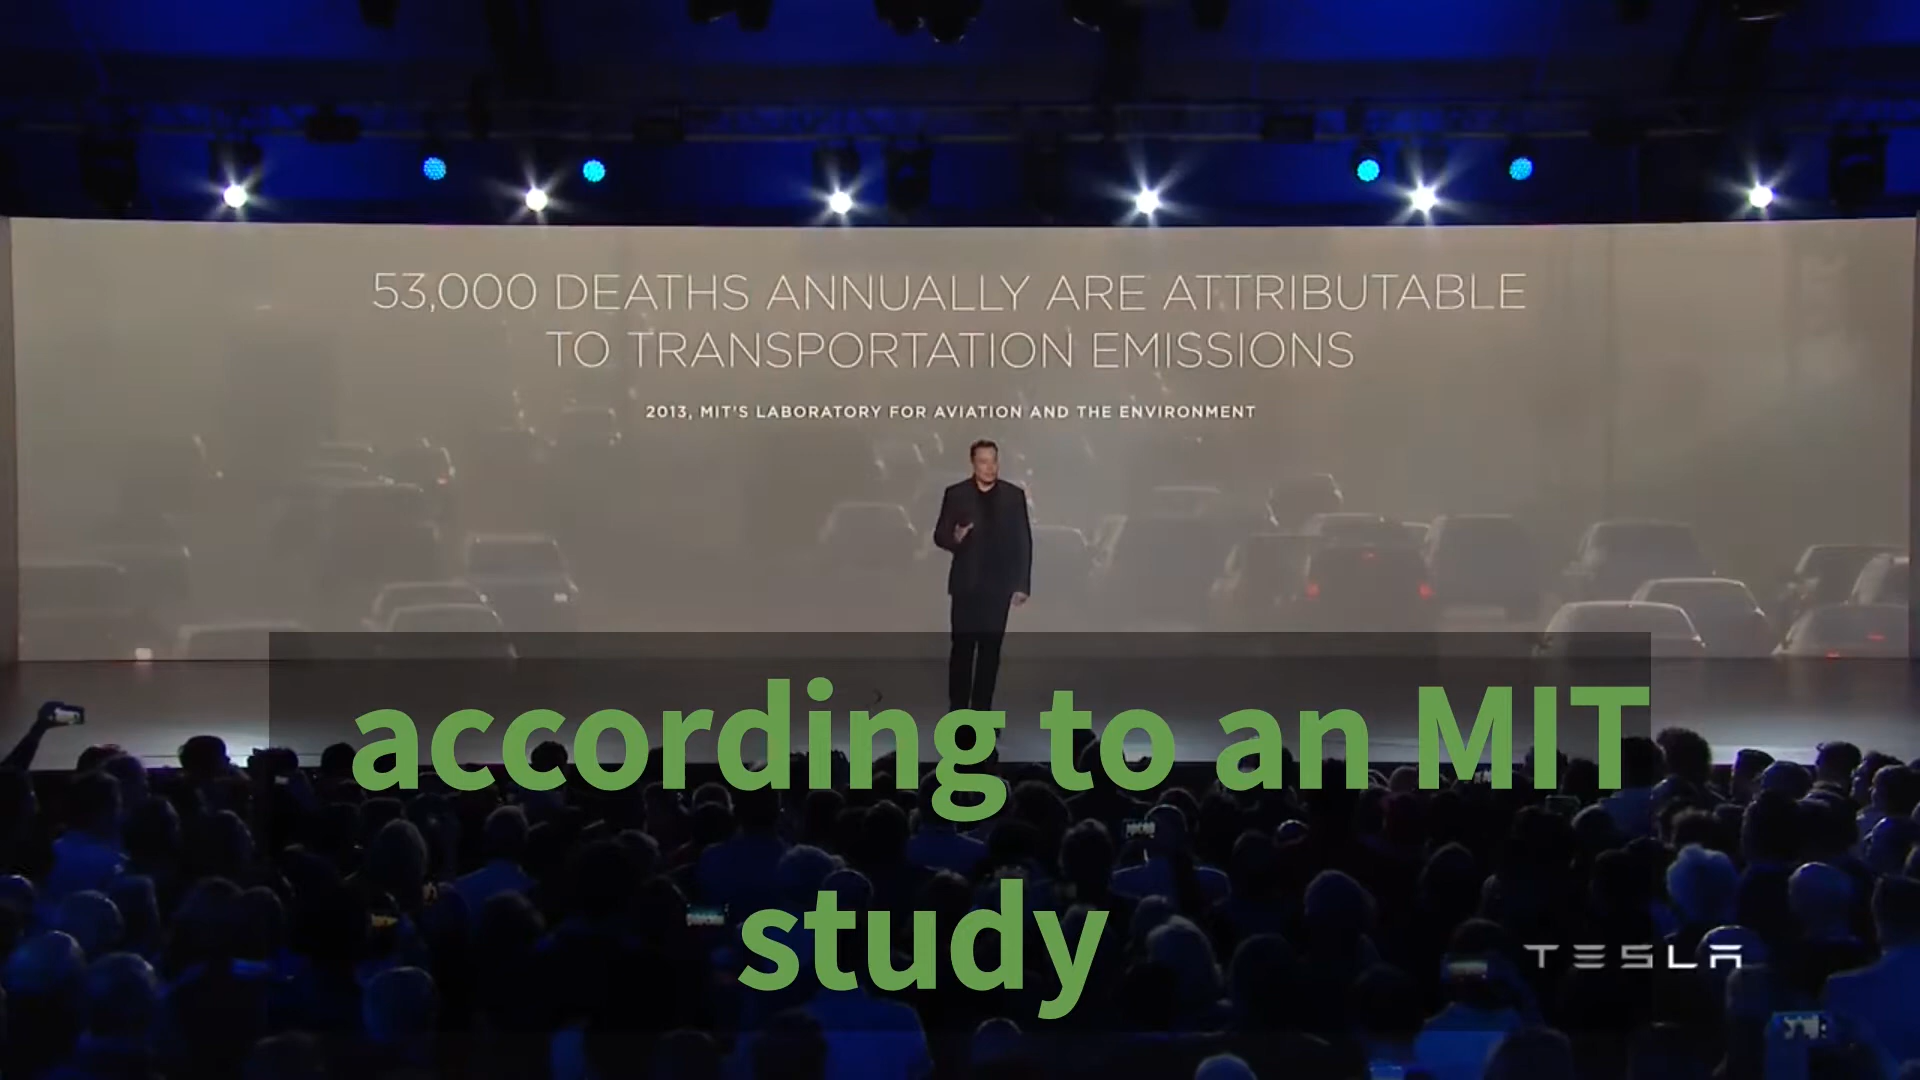 53,000 DEATHS ANNUALLY ARE ATTRIBUTABLE
TO TRANSPORTATION EMISSIONS
2013, MIT'S LABORATORY FOR AVIATION AND THE ENVIRONMENT
according to an MIT
study
TESLA